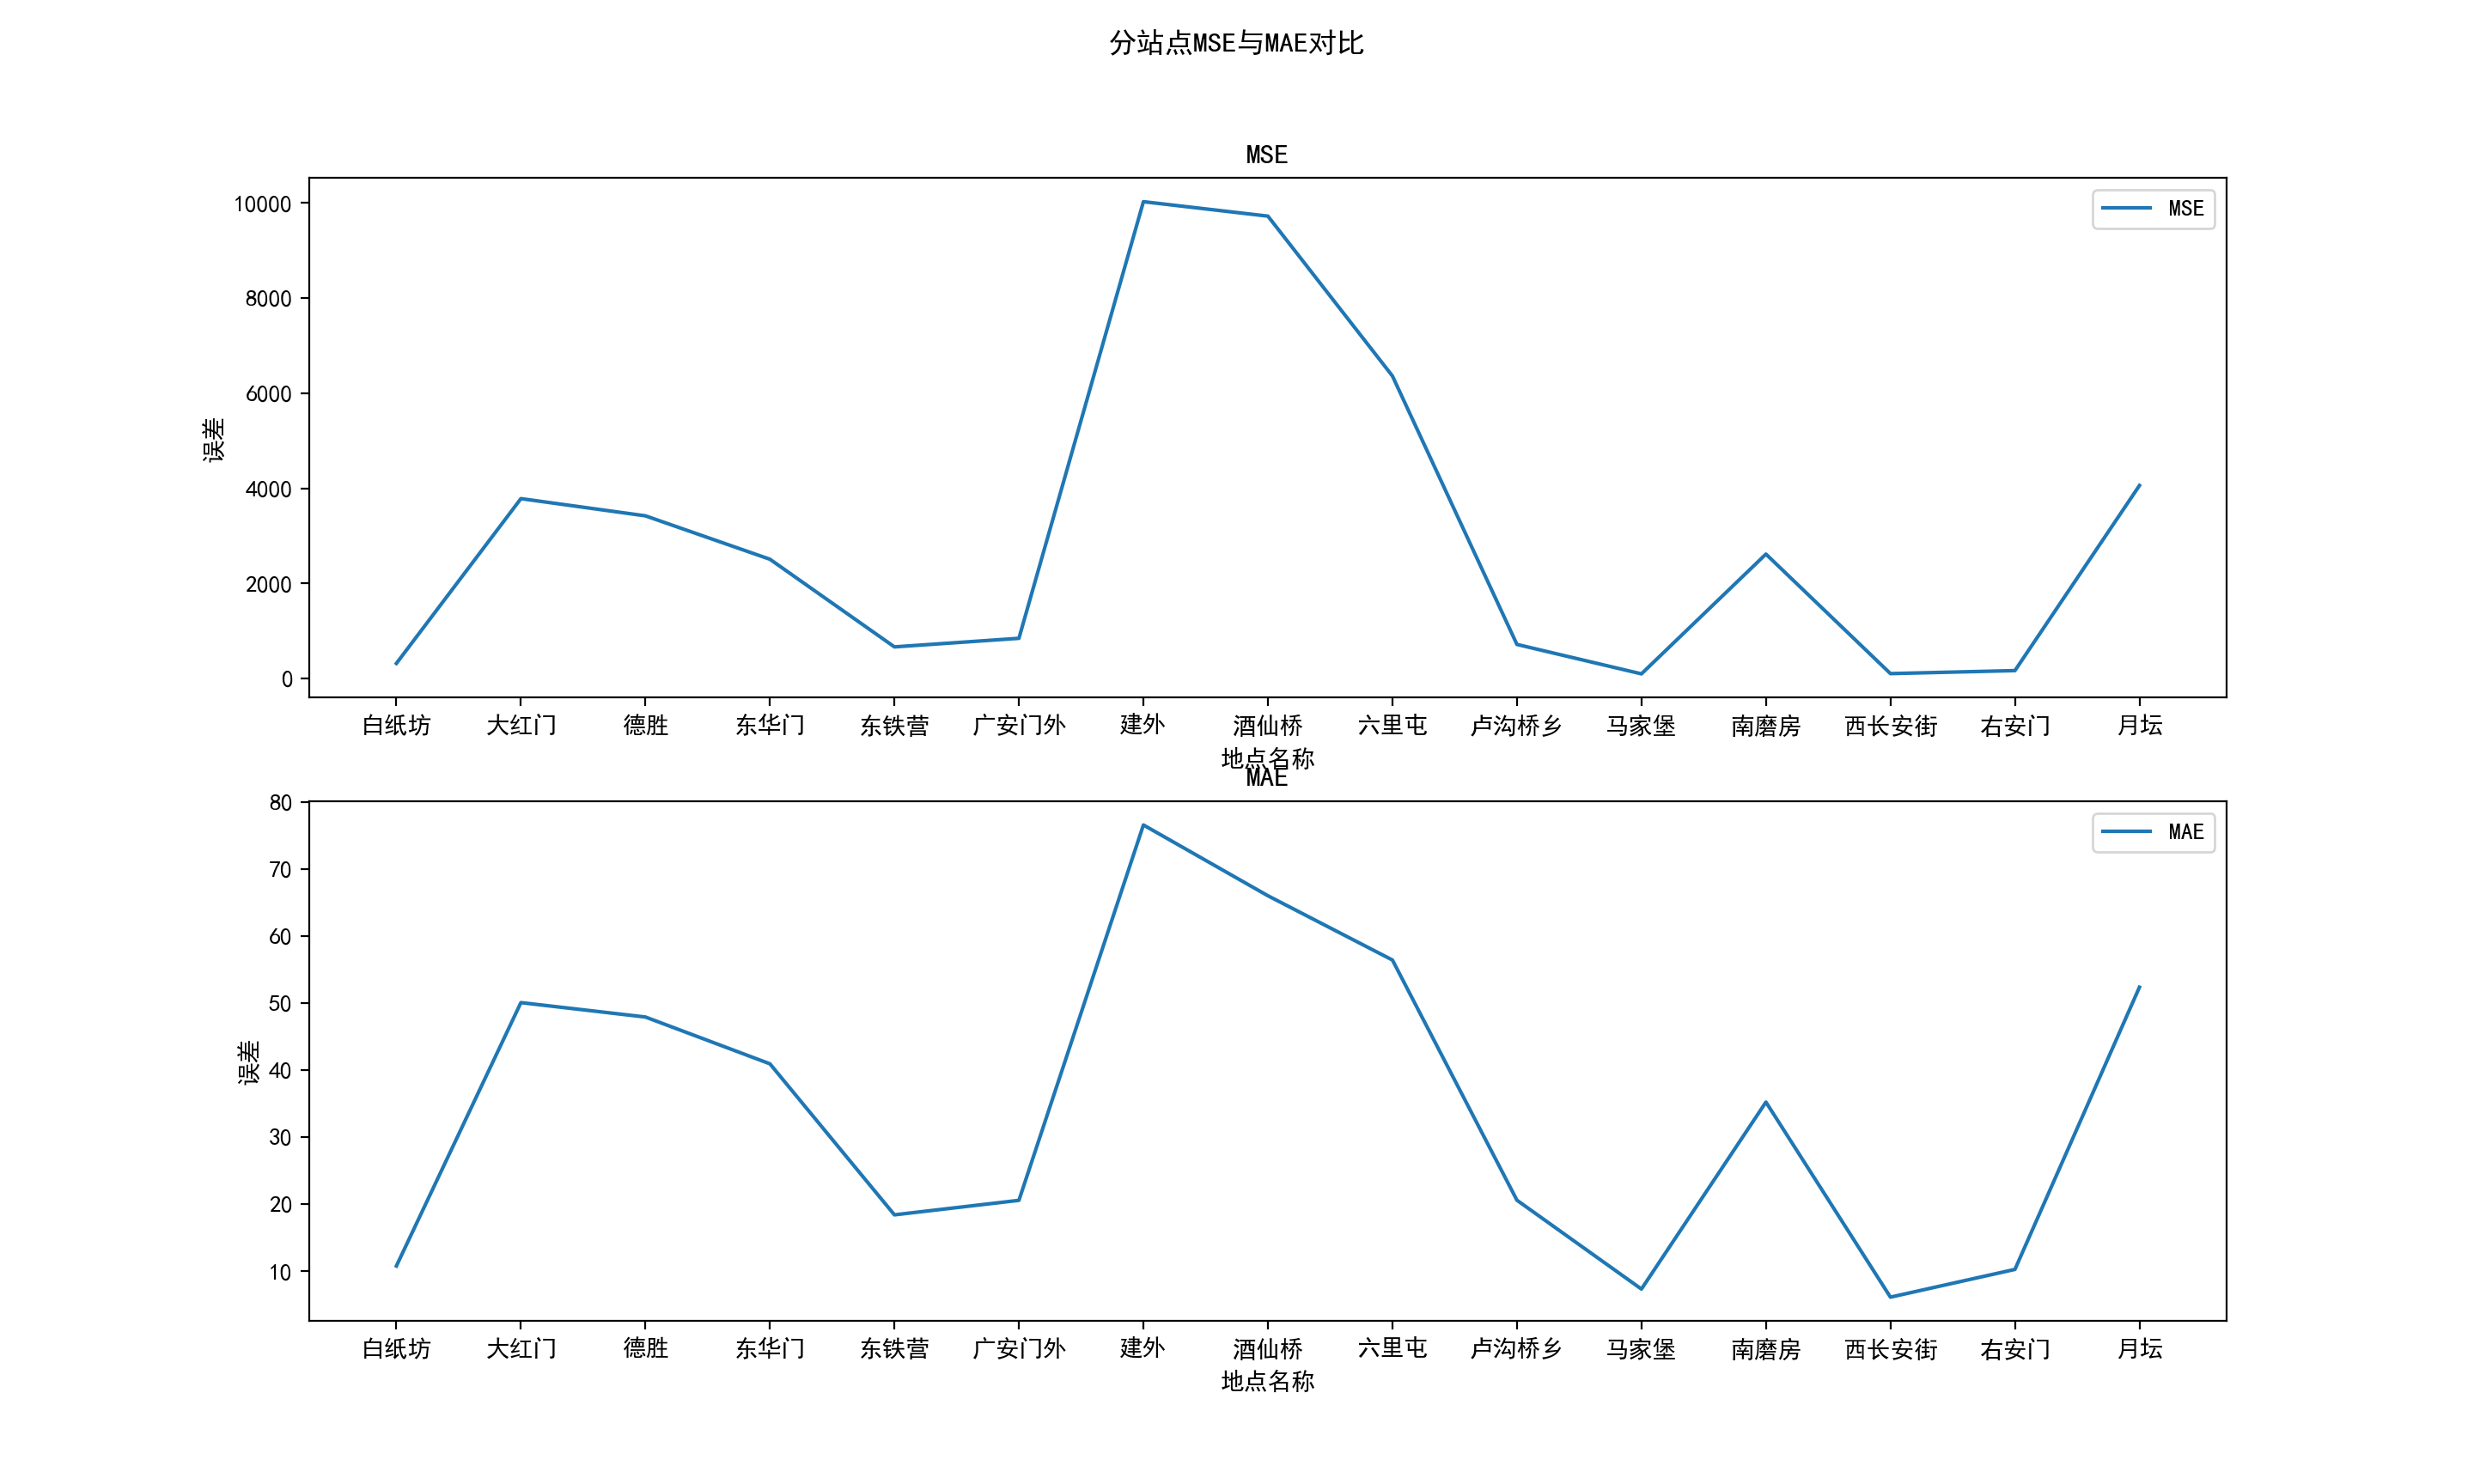 分站点MSE与MAE对比
MSE
MSE
10000
8000
6000
4000
2000
0
误差
白纸坊 大红门 德胜 东华门 东铁营 广安门外 建外 酒仙桥 六里屯 卢沟桥乡 马家堡 南磨房 西长安街 右安门 月坛
地点名称
MAE
MAE
80
70
60
50
40
30
20
10
误差
白纸坊 大红门 德胜 东华门 东铁营 广安门外 建外 酒仙桥 六里屯 卢沟桥乡 马家堡 南磨房 西长安街 右安门 月坛
地点名称